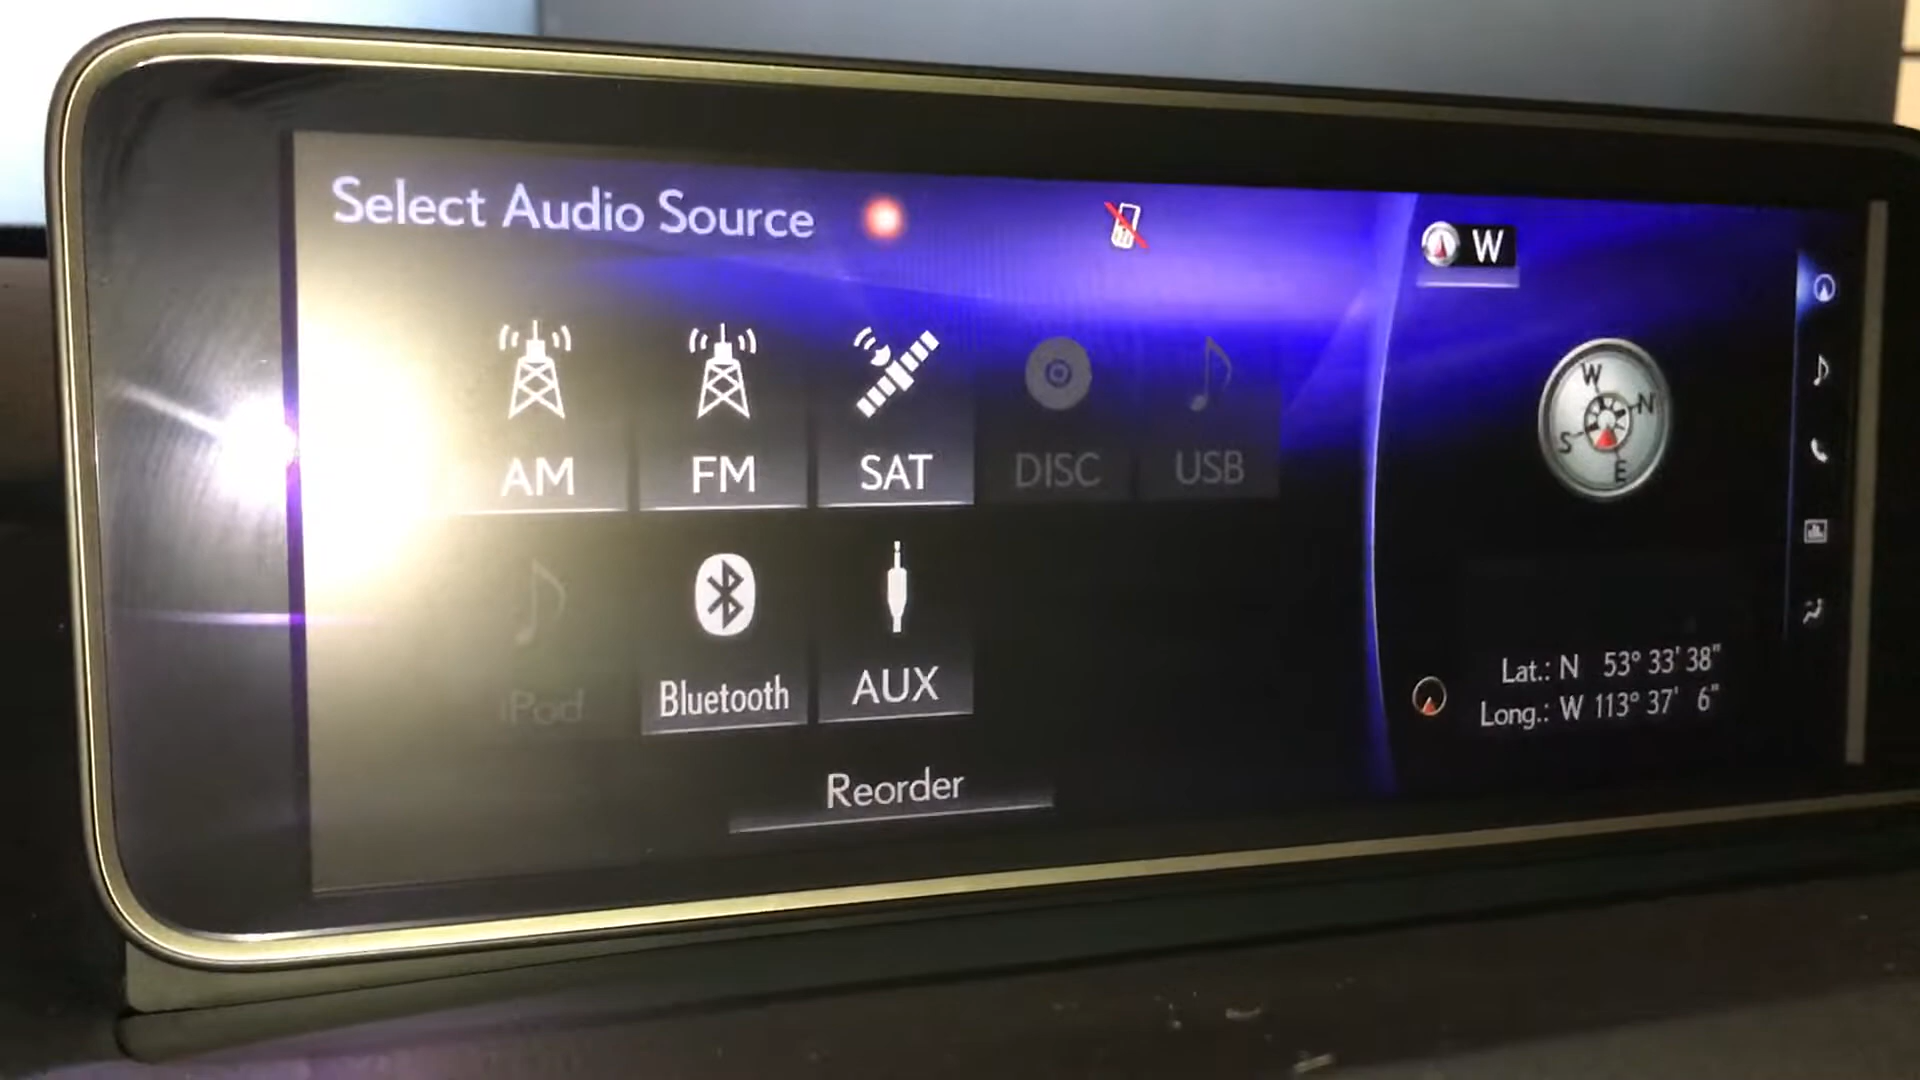 Select Audio Source
W
AM FM SAT DISC USB
W
N
S
E
iPod Bluetooth AUX
Lat.: N 53° 33' 38"
Long.: W 113° 37' 6"
Reorder